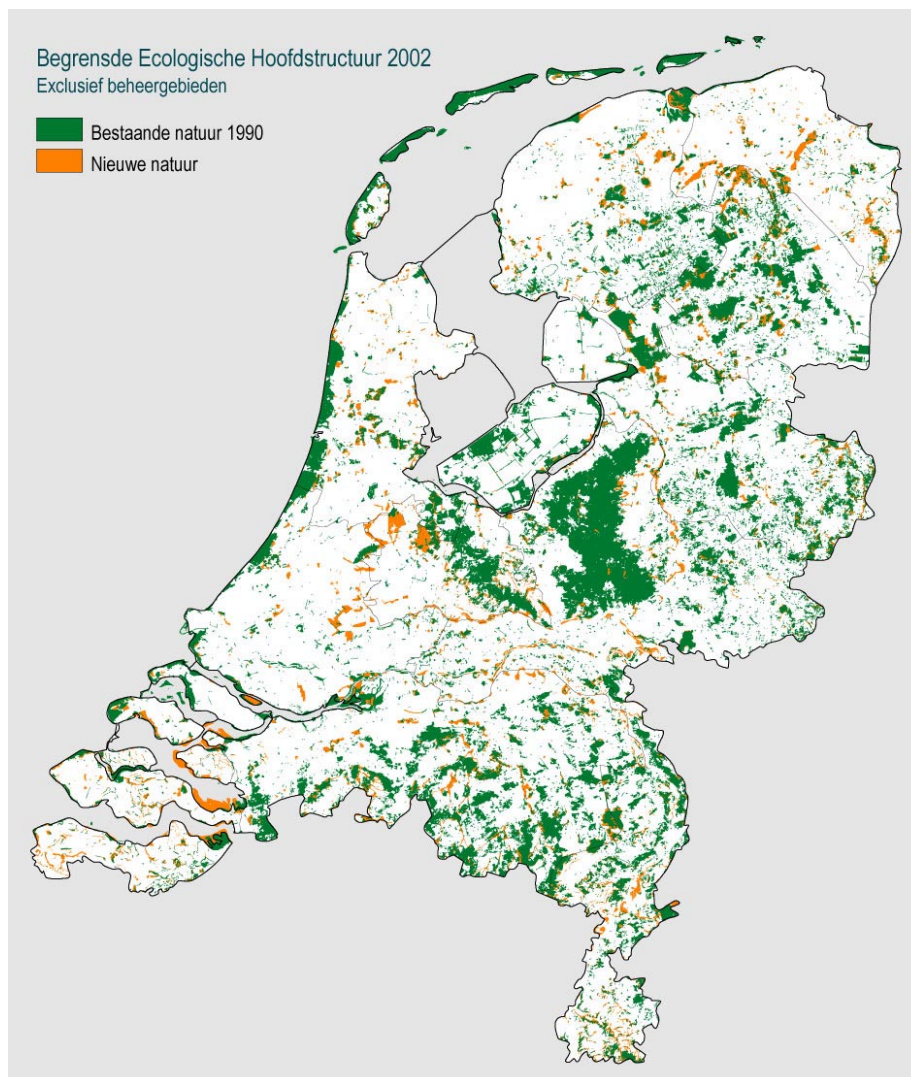 Begrensde Ecologische Hoofdstructuur 2002
Exclusief beheergebieden
Bestaande natuur 1990
Nieuwe natuur